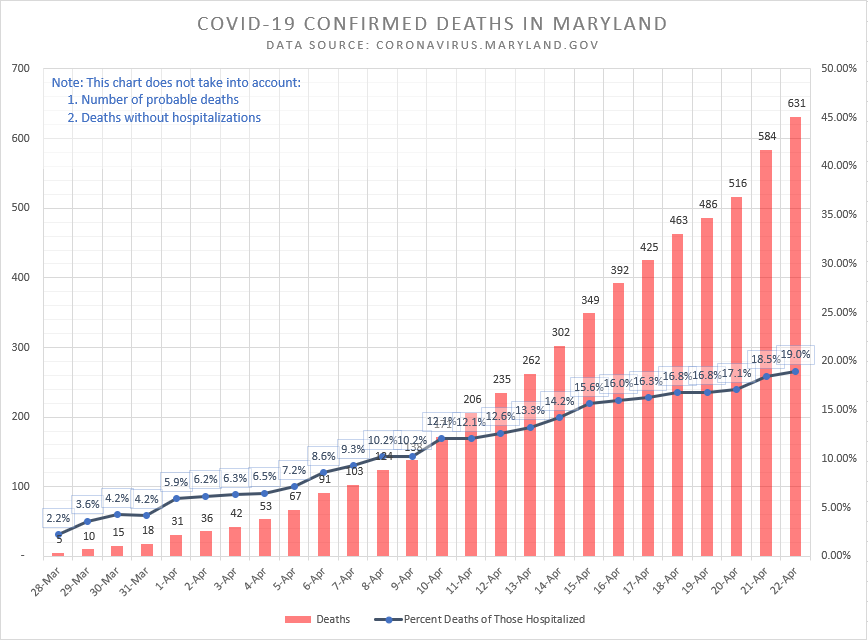 COVID-19 CONFIRMED DEATHS IN MARYLAND
DATA SOURCE: CORONAVIRUS.MARYLAND.GOV
Note: This chart does not take into account:
1. Number of probable deaths
2. Deaths without hospitalizations
700
600
500
400
300
200
100
-
50.00%
45.00%
40.00%
35.00%
30.00%
25.00%
20.00%
15.00%
10.00%
5.00%
0.00%
5
10
15
18
31
36
42
53
67
91
103
124
138
206
235
262
302
349
392
425
463
486
516
584
631
2.2%
3.6%
4.2%
4.2%
5.9%
6.2%
6.3%
6.5%
7.2%
8.6%
9.3%
10.2%
10.2%
12.1%
12.1%
12.6%
13.3%
14.2%
15.6%
16.0%
16.3%
16.8%
16.8%
17.1%
18.5%
19.0%
28-Mar
29-Mar
30-Mar
31-Mar
1-Apr
2-Apr
3-Apr
4-Apr
5-Apr
6-Apr
7-Apr
8-Apr
9-Apr
10-Apr
11-Apr
12-Apr
13-Apr
14-Apr
15-Apr
16-Apr
17-Apr
18-Apr
19-Apr
20-Apr
21-Apr
22-Apr
Deaths
Percent Deaths of Those Hospitalized